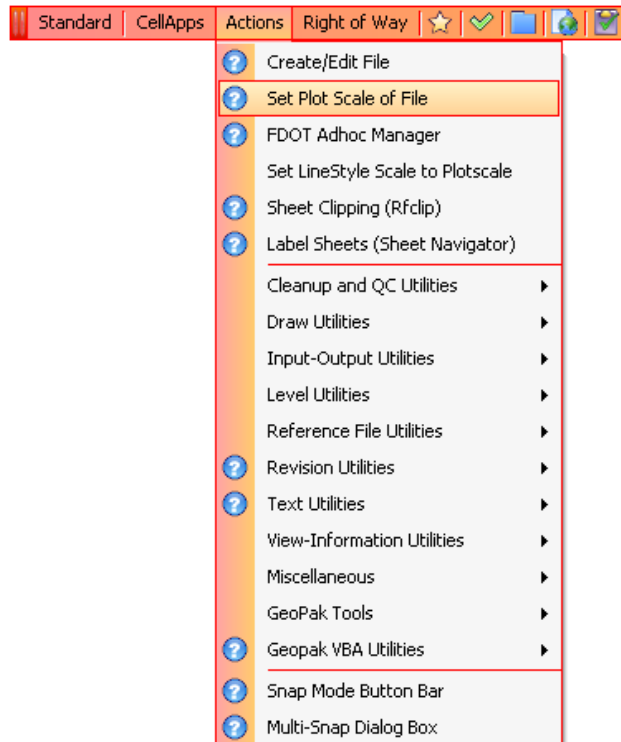 Standard CellApps Actions Right of Way
Create/Edit File
Set Plot Scale of File
FDOT Adhoc Manager
Set LineStyle Scale to Plotscale
Sheet Clipping (Rfclip)
Label Sheets (Sheet Navigator)
Cleanup and QC Utilities
Draw Utilities
Input-Output Utilities
Level Utilities
Reference File Utilities
Revision Utilities
Text Utilities
View-Information Utilities
Miscellaneous
GeoPak Tools
Geopak VBA Utilities
Snap Mode Button Bar
Multi-Snap Dialog Box